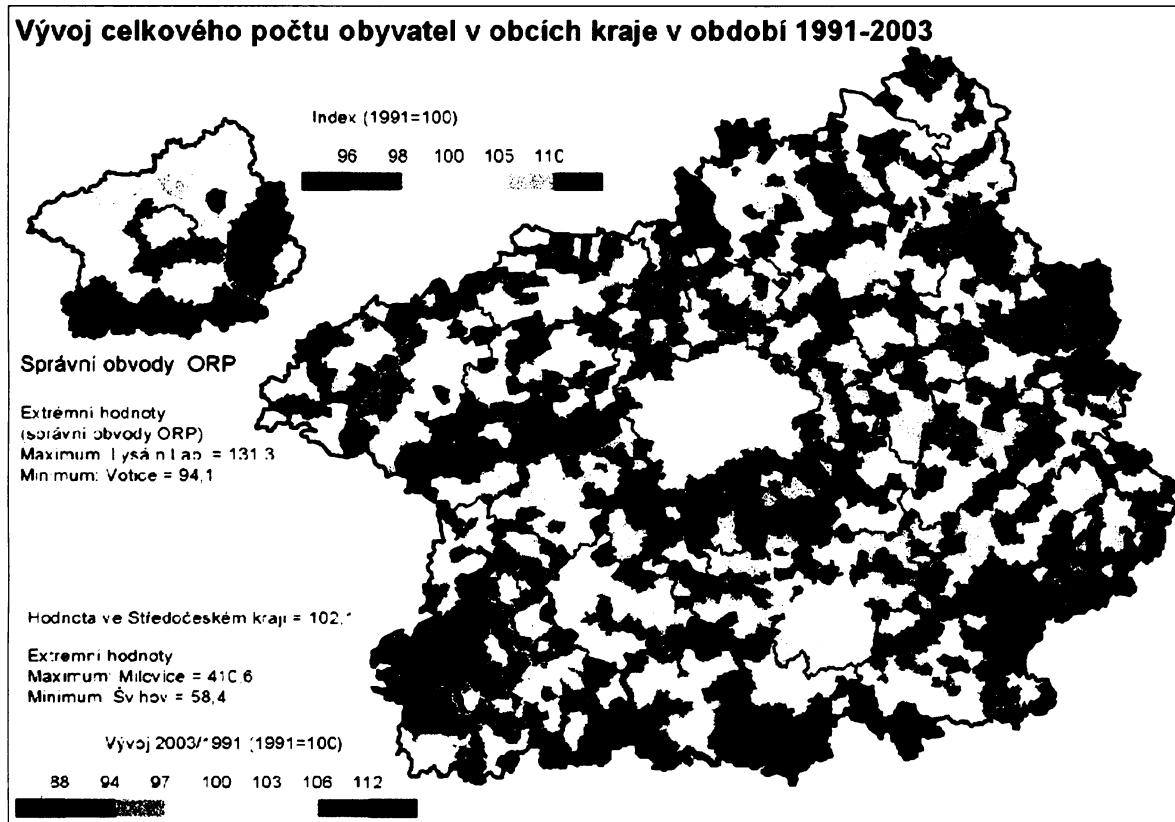 Vývoj celkového počtu obyvatel v obcích kraje v období 1991-2003
Index (1991=100)
96 98 100 105 110
Správní obvody ORP
Extrémní hodnoty
(správní obvody ORP)
Maximum: Lysá n Lab. = 131,3
Minimum: Votice = 94,1
Hodnota ve Středočeském kraji = 102,1
Extremní hodnoty
Maximum: Milovice = 410,6
Minimum: Švihov = 58,4
Vývoj 2003/1991 (1991=100)
88 94 97 100 103 106 112